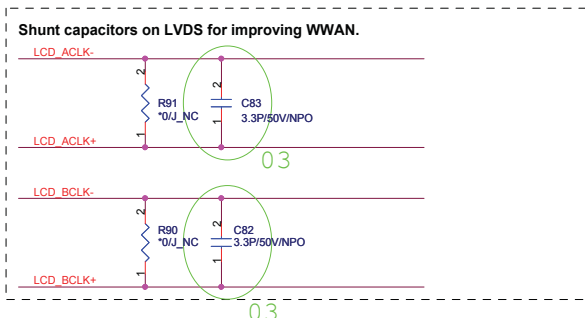 Shunt capacitors on LVDS for improving WWAN.
LCD_ACLK-
2
2
R91
C83
*0/J_NC
3.3P/50V/NPO
1
1
LCD_ACLK+
03
LCD_BCLK-
2
2
R90
C82
*0/J_NC
3.3P/50V/NPO
1
1
LCD_BCLK+
03